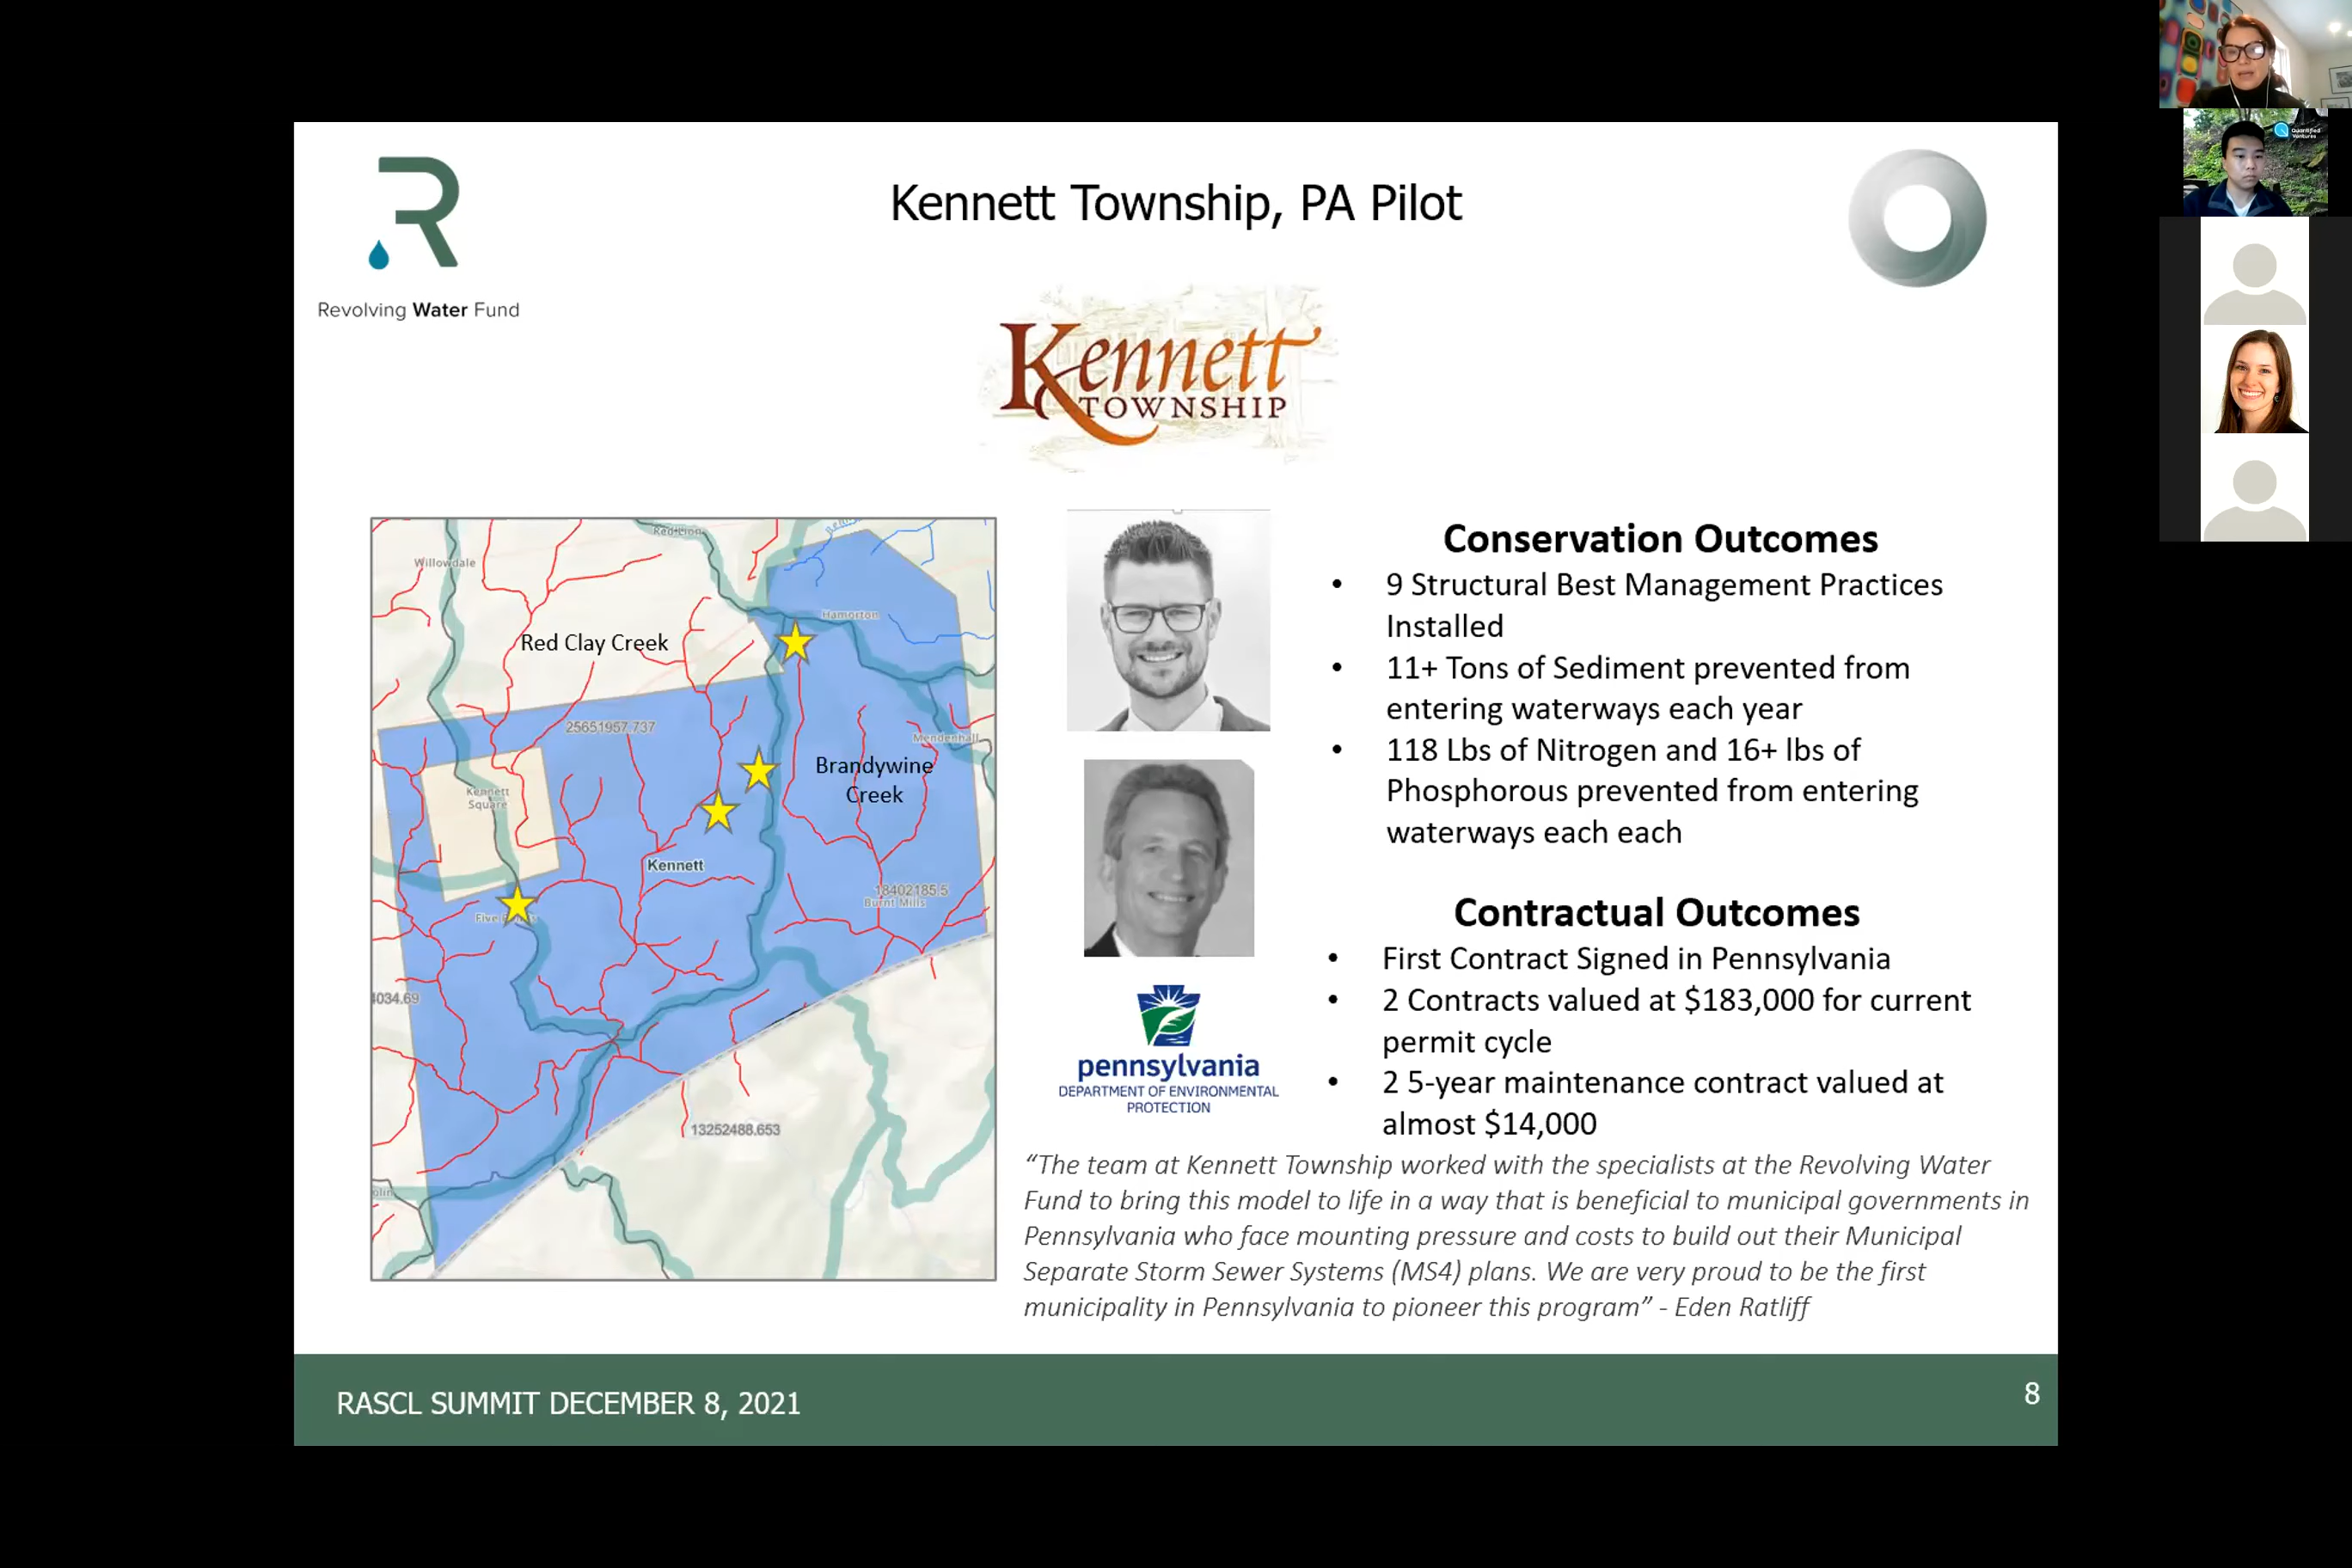 Quantified
Ventures
Kennett Township, PA Pilot
Revolving Water Fund
Kennett
TOWNSHIP
Red Lion
Willowdale
Hamorton
Red Clay Creek
25651957.737
Mendenhall
Brandywine
Creek
Kennett
Square
Kennett
18402185.5
Burnt Mills
Five
4034.69
13252488.653
pennsylvania
DEPARTMENT OF ENVIRONMENTAL
PROTECTION
Conservation Outcomes
• 9 Structural Best Management Practices
Installed
• 11+ Tons of Sediment prevented from
entering waterways each year
• 118 Lbs of Nitrogen and 16+ lbs of
Phosphorous prevented from entering
waterways each each
Contractual Outcomes
• First Contract Signed in Pennsylvania
• 2 Contracts valued at $183,000 for current
permit cycle
• 2 5-year maintenance contract valued at
almost $14,000
“The team at Kennett Township worked with the specialists at the Revolving Water
Fund to bring this model to life in a way that is beneficial to municipal governments in
Pennsylvania who face mounting pressure and costs to build out their Municipal
Separate Storm Sewer Systems (MS4) plans. We are very proud to be the first
municipality in Pennsylvania to pioneer this program” - Eden Ratliff
RASCL SUMMIT DECEMBER 8, 2021
8